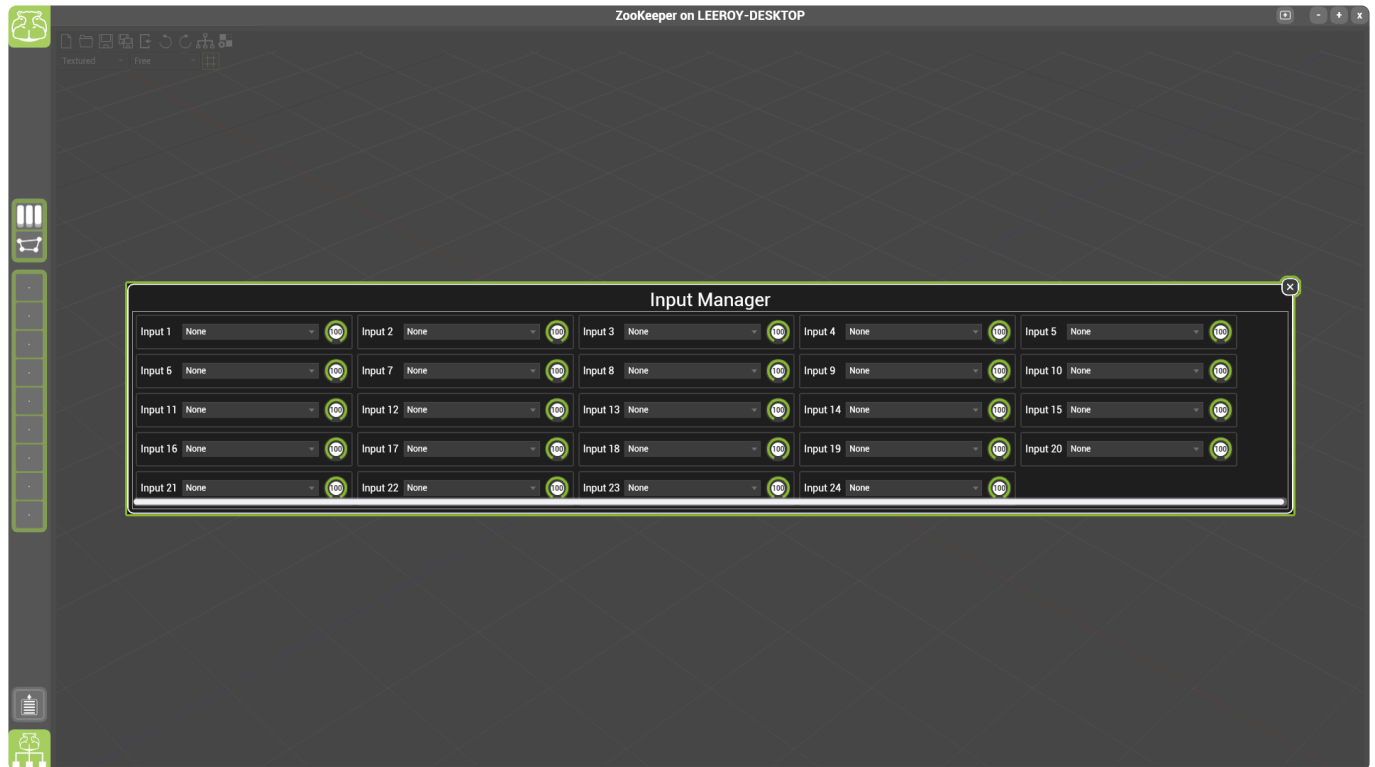 ZooKeeper on LEEROY-DESKTOP
- + x
Textured Free
Input Manager
Input 1 None 100 Input 2 None 100 Input 3 None 100 Input 4 None 100 Input 5 None 100
Input 6 None 100 Input 7 None 100 Input 8 None 100 Input 9 None 100 Input 10 None 100
Input 11 None 100 Input 12 None 100 Input 13 None 100 Input 14 None 100 Input 15 None 100
Input 16 None 100 Input 17 None 100 Input 18 None 100 Input 19 None 100 Input 20 None 100
Input 21 None 100 Input 22 None 100 Input 23 None 100 Input 24 None 100